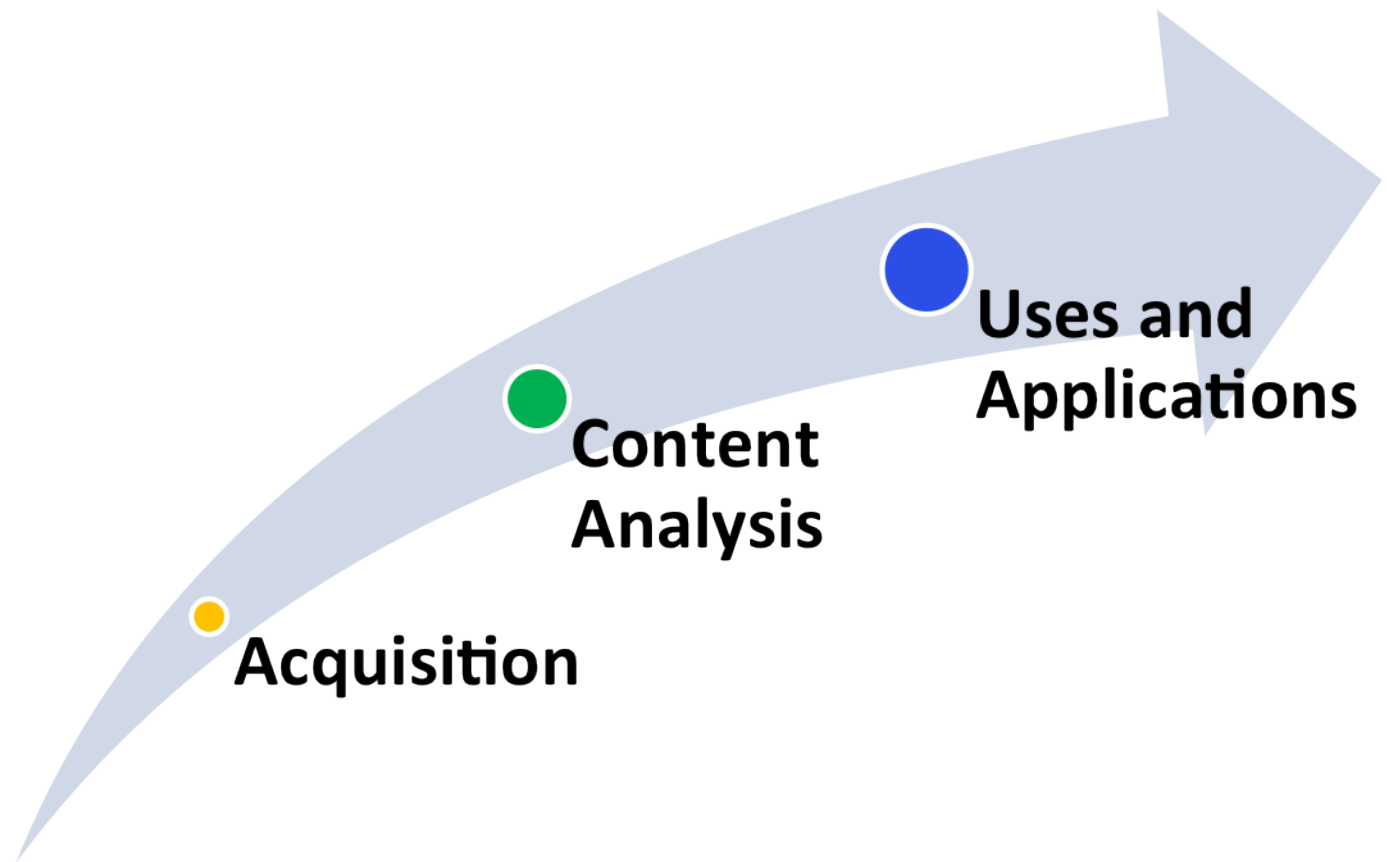 Uses and
Applications
Content
Analysis
Acquisition